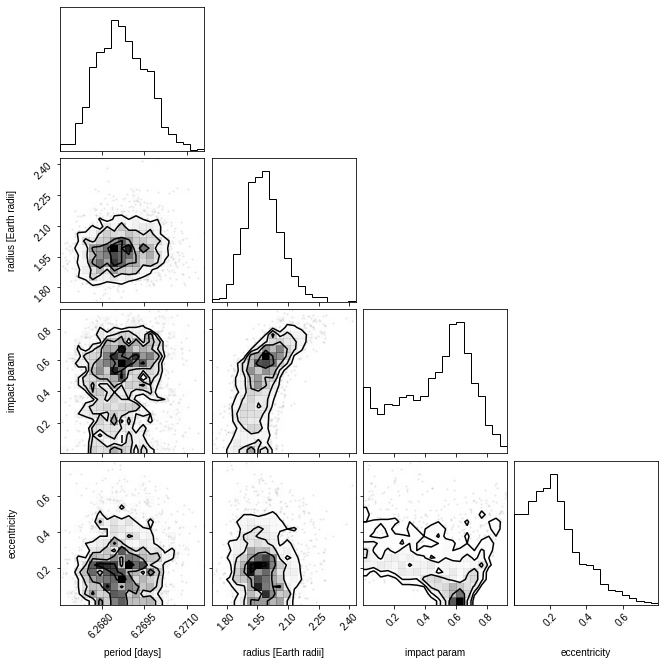 2.40
2.25
2.10
1.95
1.80
radius [Earth radii]
0.8
0.6
0.4
0.2
impact param
0.6
0.4
0.2
eccentricity
6.2680 6.2695 6.2710 1.80 1.95 2.10 2.25 2.40 0.2 0.4 0.6 0.8 0.2 0.4 0.6
period [days] radius [Earth radii] impact param eccentricity